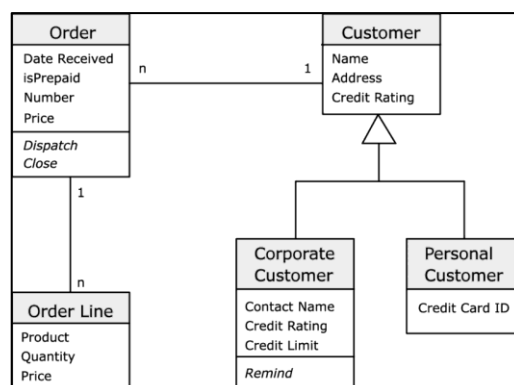 Order
Date Received
isPrepaid
Number
Price
Dispatch
Close
n
1
Customer
Name
Address
Credit Rating
1
n
Order Line
Product
Quantity
Price
Corporate
Customer
Contact Name
Credit Rating
Credit Limit
Remind
Personal
Customer
Credit Card ID